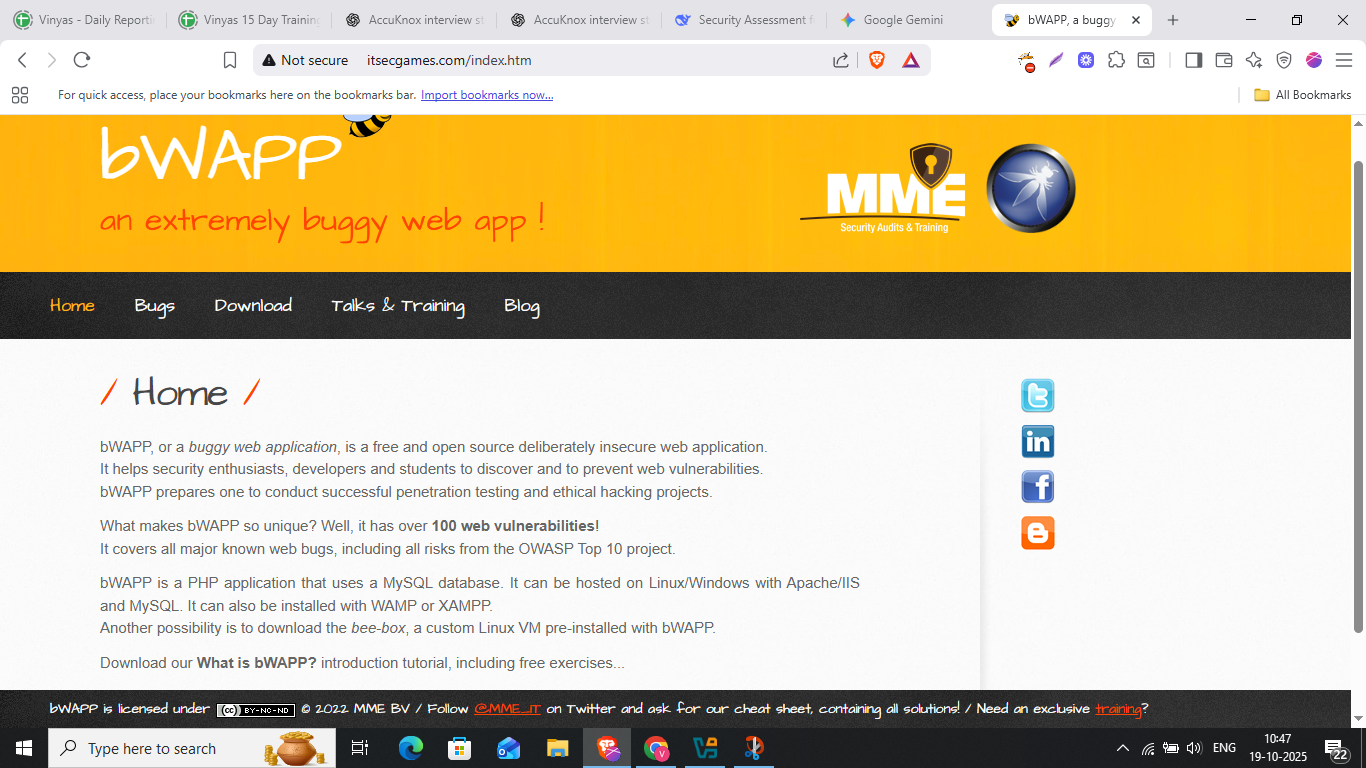 Vinyas - Daily Reporti
Vinyas 15 Day Training
AccuKnox interview st
AccuKnox interview st
Security Assessment f
Google Gemini
bWAPP, a buggy
Not secure
itsecgames.com/index.htm
For quick access, place your bookmarks here on the bookmarks bar. Import bookmarks now...
All Bookmarks
bWAPP
an extremely buggy web app !
MME
Security Audits & Training
Home
Bugs
Download
Talks & Training
Blog
/ Home /
bWAPP, or a buggy web application, is a free and open source deliberately insecure web application.
It helps security enthusiasts, developers and students to discover and to prevent web vulnerabilities.
bWAPP prepares one to conduct successful penetration testing and ethical hacking projects.
What makes bWAPP so unique? Well, it has over 100 web vulnerabilities!
It covers all major known web bugs, including all risks from the OWASP Top 10 project.
bWAPP is a PHP application that uses a MySQL database. It can be hosted on Linux/Windows with Apache/IIS
and MySQL. It can also be installed with WAMP or XAMPP.
Another possibility is to download the bee-box, a custom Linux VM pre-installed with bWAPP.
Download our What is bWAPP? introduction tutorial, including free exercises...
bWAPP is licensed under (cc) BY-NC-ND © 2022 MME BV / Follow @MME_IT on Twitter and ask for our cheat sheet, containing all solutions! / Need an exclusive training?
Type here to search
ENG
10:47
19-10-2025
22